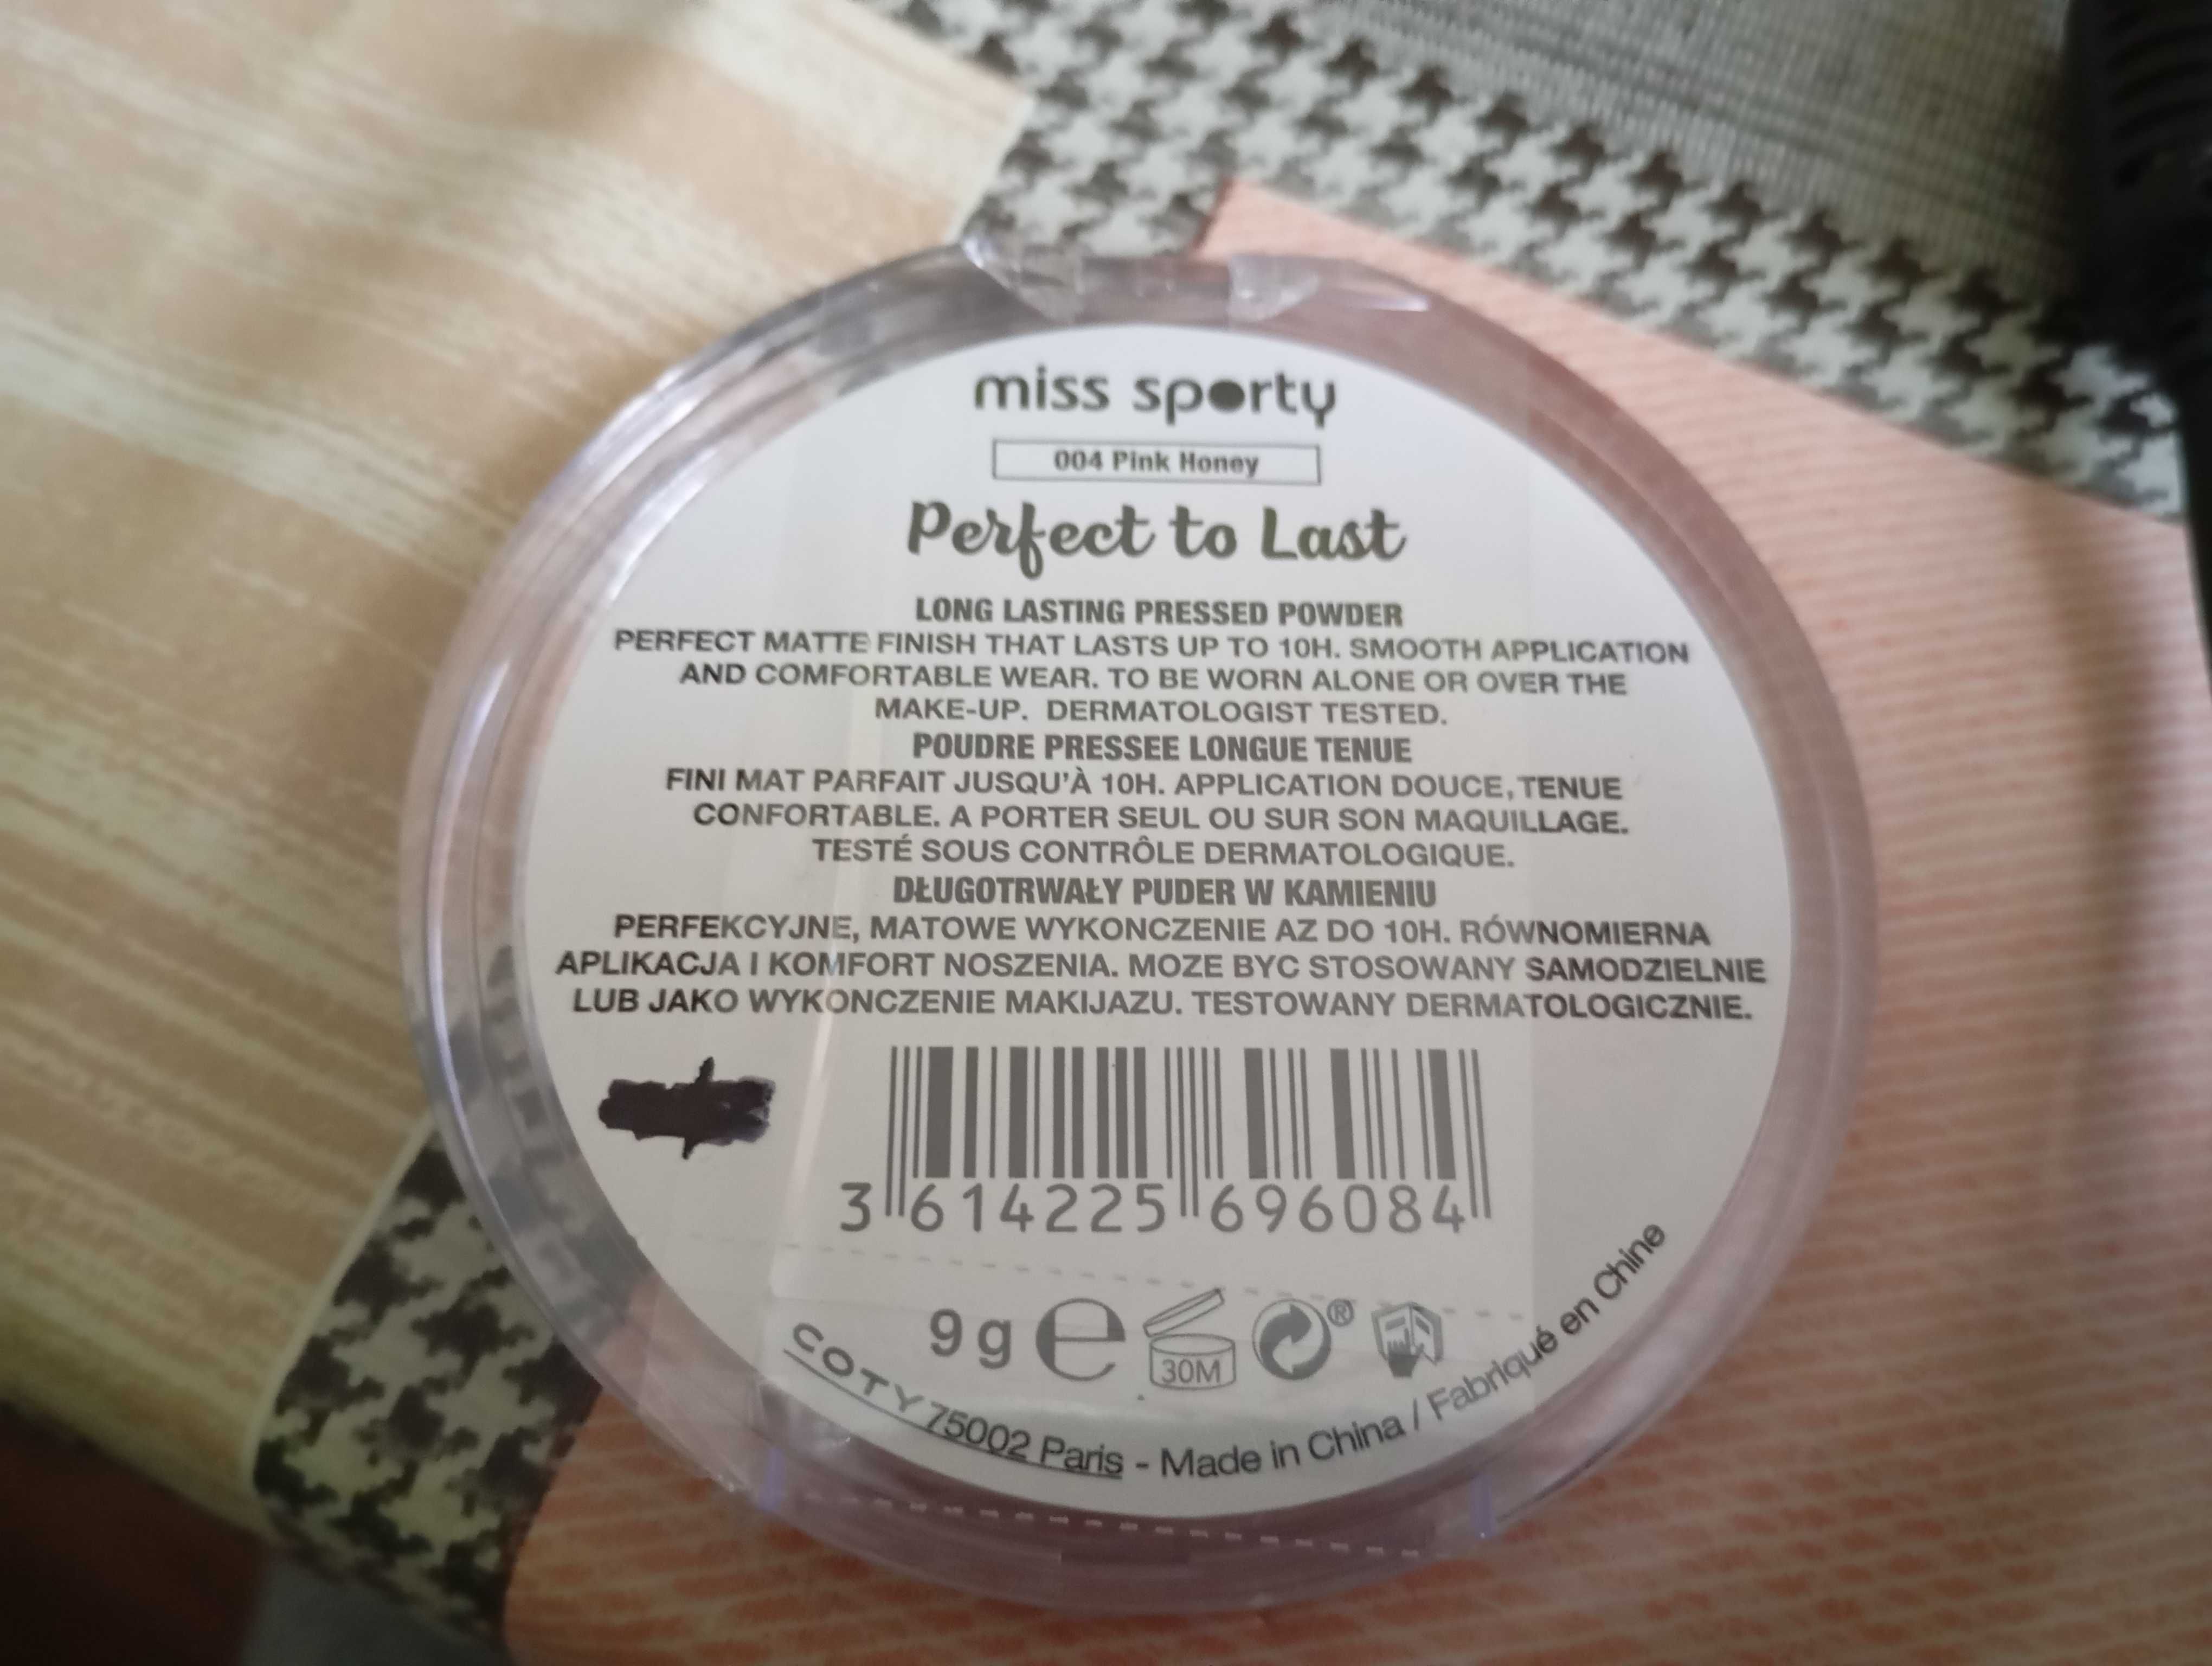 miss sporty
004 Pink Honey
Perfect to Last
LONG LASTING PRESSED POWDER
PERFECT MATTE FINISH THAT LASTS UP TO 10H. SMOOTH APPLICATION
AND COMFORTABLE WEAR. TO BE WORN ALONE OR OVER THE
MAKE-UP. DERMATOLOGIST TESTED.
POUDRE PRESSEE LONGUE TENUE
FINI MAT PARFAIT JUSQU'À 10H. APPLICATION DOUCE, TENUE
CONFORTABLE. A PORTER SEUL OU SUR SON MAQUILLAGE.
TESTÉ SOUS CONTRÔLE DERMATOLOGIQUE.
DŁUGOTRWAŁY PUDER W KAMIENIU
PERFEKCYJNE, MATOWE WYKONCZENIE AZ DO 10H. RÓWNOMIERNA
APLIKACJA I KOMFORT NOSZENIA. MOZE BYC STOSOWANY SAMODZIELNIE
LUB JAKO WYKONCZENIE MAKIJAZU. TESTOWANY DERMATOLOGICZNIE.
3 614225 696084
9 g e 30M ®
COTY 75002 Paris - Made in China / Fabriqué en Chine